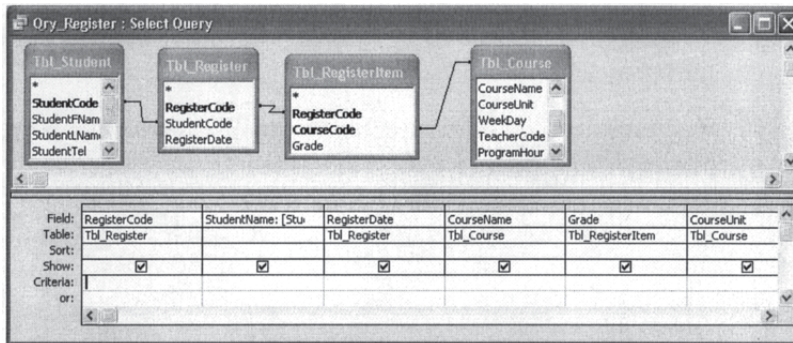 Qry_Register : Select Query
Tbl_Student
*
StudentCode
StudentFNam
StudentLNam
StudentTel
Tbl_Register
*
RegisterCode
StudentCode
RegisterDate
Tbl_RegisterItem
*
RegisterCode
CourseCode
Grade
Tbl_Course
CourseName
CourseUnit
WeekDay
TeacherCode
ProgramHour
Field: RegisterCode StudentName: [Stu RegisterDate CourseName Grade CourseUnit
Table: Tbl_Register Tbl_Register Tbl_Course Tbl_RegisterItem Tbl_Course
Sort:
Show:
Criteria:
or: